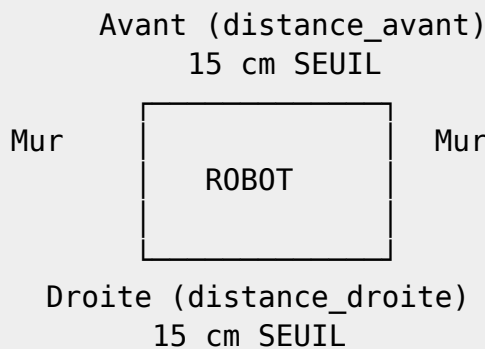 Avant (distance_avant)
15 cm SEUIL
Mur Mur
ROBOT
Droite (distance_droite)
15 cm SEUIL